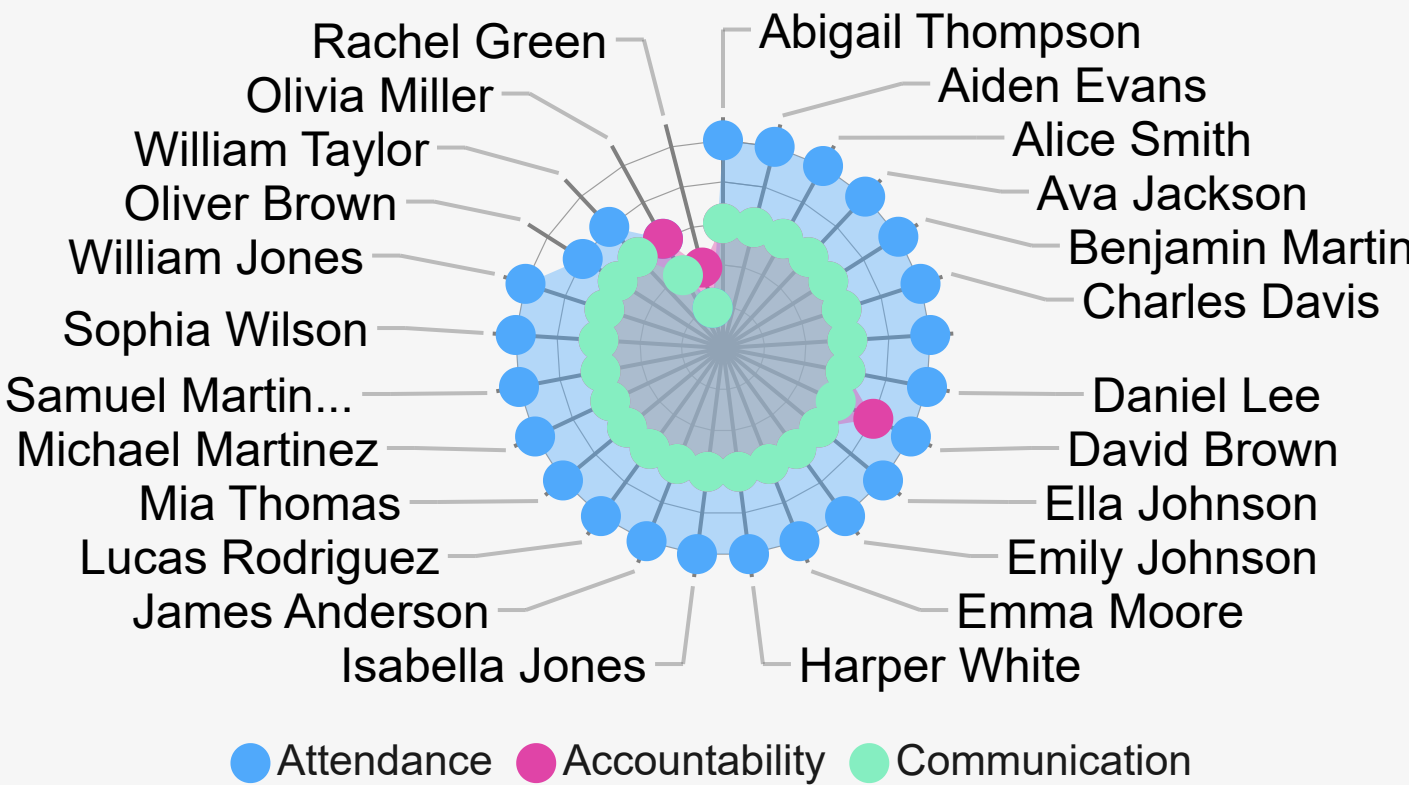 Rachel Green
Abigail Thompson
Olivia Miller
Aiden Evans
William Taylor
Alice Smith
Oliver Brown
Ava Jackson
William Jones
Benjamin Martin
Charles Davis
Sophia Wilson
Samuel Martin...
Daniel Lee
Michael Martinez
David Brown
Mia Thomas
Ella Johnson
Lucas Rodriguez
Emily Johnson
James Anderson
Emma Moore
Isabella Jones
Harper White
Attendance Accountability Communication